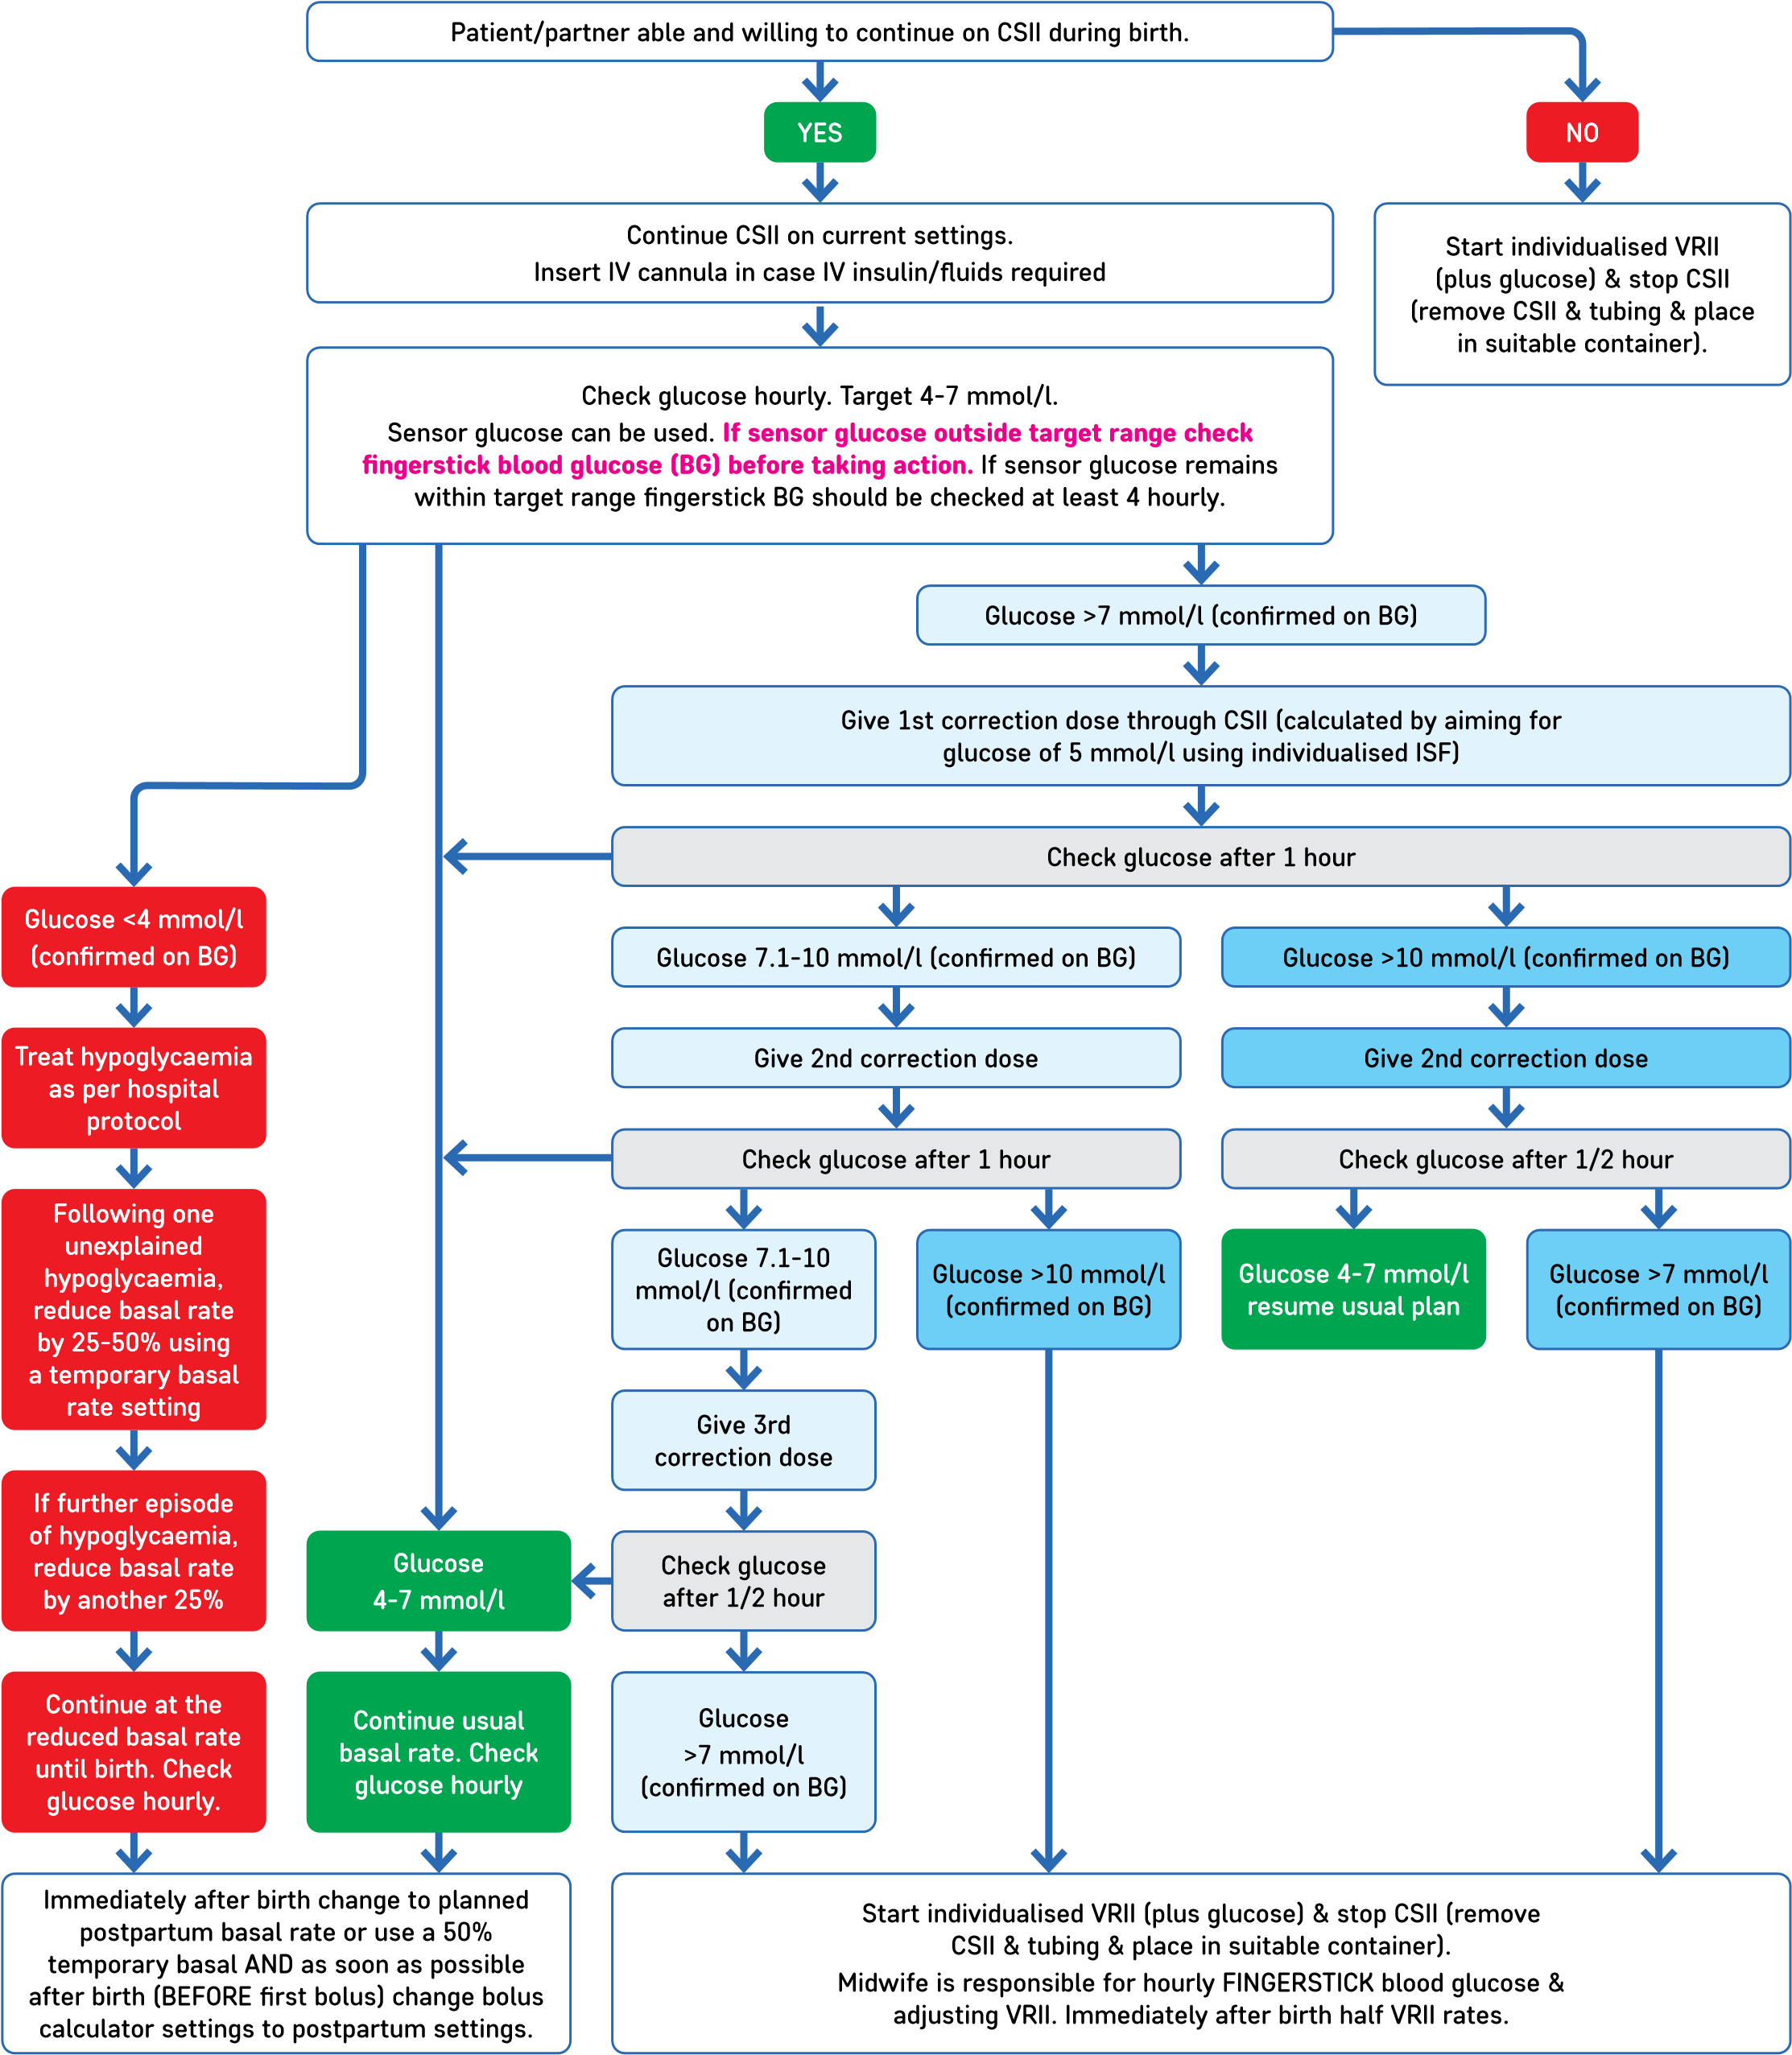 Patient/partner able and willing to continue on CSII during birth.
YES
NO
Continue CSII on current settings.
Insert IV cannula in case IV insulin/fluids required
Start individualised VRII
(plus glucose) & stop CSII
(remove CSII & tubing & place
in suitable container).
Check glucose hourly. Target 4-7 mmol/l.
Sensor glucose can be used. If sensor glucose outside target range check
fingerstick blood glucose (BG) before taking action. If sensor glucose remains
within target range fingerstick BG should be checked at least 4 hourly.
Glucose >7 mmol/l (confirmed on BG)
Give 1st correction dose through CSII (calculated by aiming for
glucose of 5 mmol/l using individualised ISF)
Check glucose after 1 hour
Glucose <4 mmol/l
(confirmed on BG)
Glucose 7.1-10 mmol/l (confirmed on BG)
Glucose >10 mmol/l (confirmed on BG)
Treat hypoglycaemia
as per hospital
protocol
Give 2nd correction dose
Give 2nd correction dose
Check glucose after 1 hour
Check glucose after 1/2 hour
Following one
unexplained
hypoglycaemia,
reduce basal rate
by 25-50% using
a temporary basal
rate setting
Glucose 7.1-10
mmol/l (confirmed
on BG)
Glucose >10 mmol/l
(confirmed on BG)
Glucose 4-7 mmol/l
resume usual plan
Glucose >7 mmol/l
(confirmed on BG)
Give 3rd
correction dose
If further episode
of hypoglycaemia,
reduce basal rate
by another 25%
Glucose
4-7 mmol/l
Check glucose
after 1/2 hour
Continue at the
reduced basal rate
until birth. Check
glucose hourly.
Continue usual
basal rate. Check
glucose hourly
Glucose
>7 mmol/l
(confirmed on BG)
Immediately after birth change to planned
postpartum basal rate or use a 50%
temporary basal AND as soon as possible
after birth (BEFORE first bolus) change bolus
calculator settings to postpartum settings.
Start individualised VRII (plus glucose) & stop CSII (remove
CSII & tubing & place in suitable container).
Midwife is responsible for hourly FINGERSTICK blood glucose &
adjusting VRII. Immediately after birth half VRII rates.